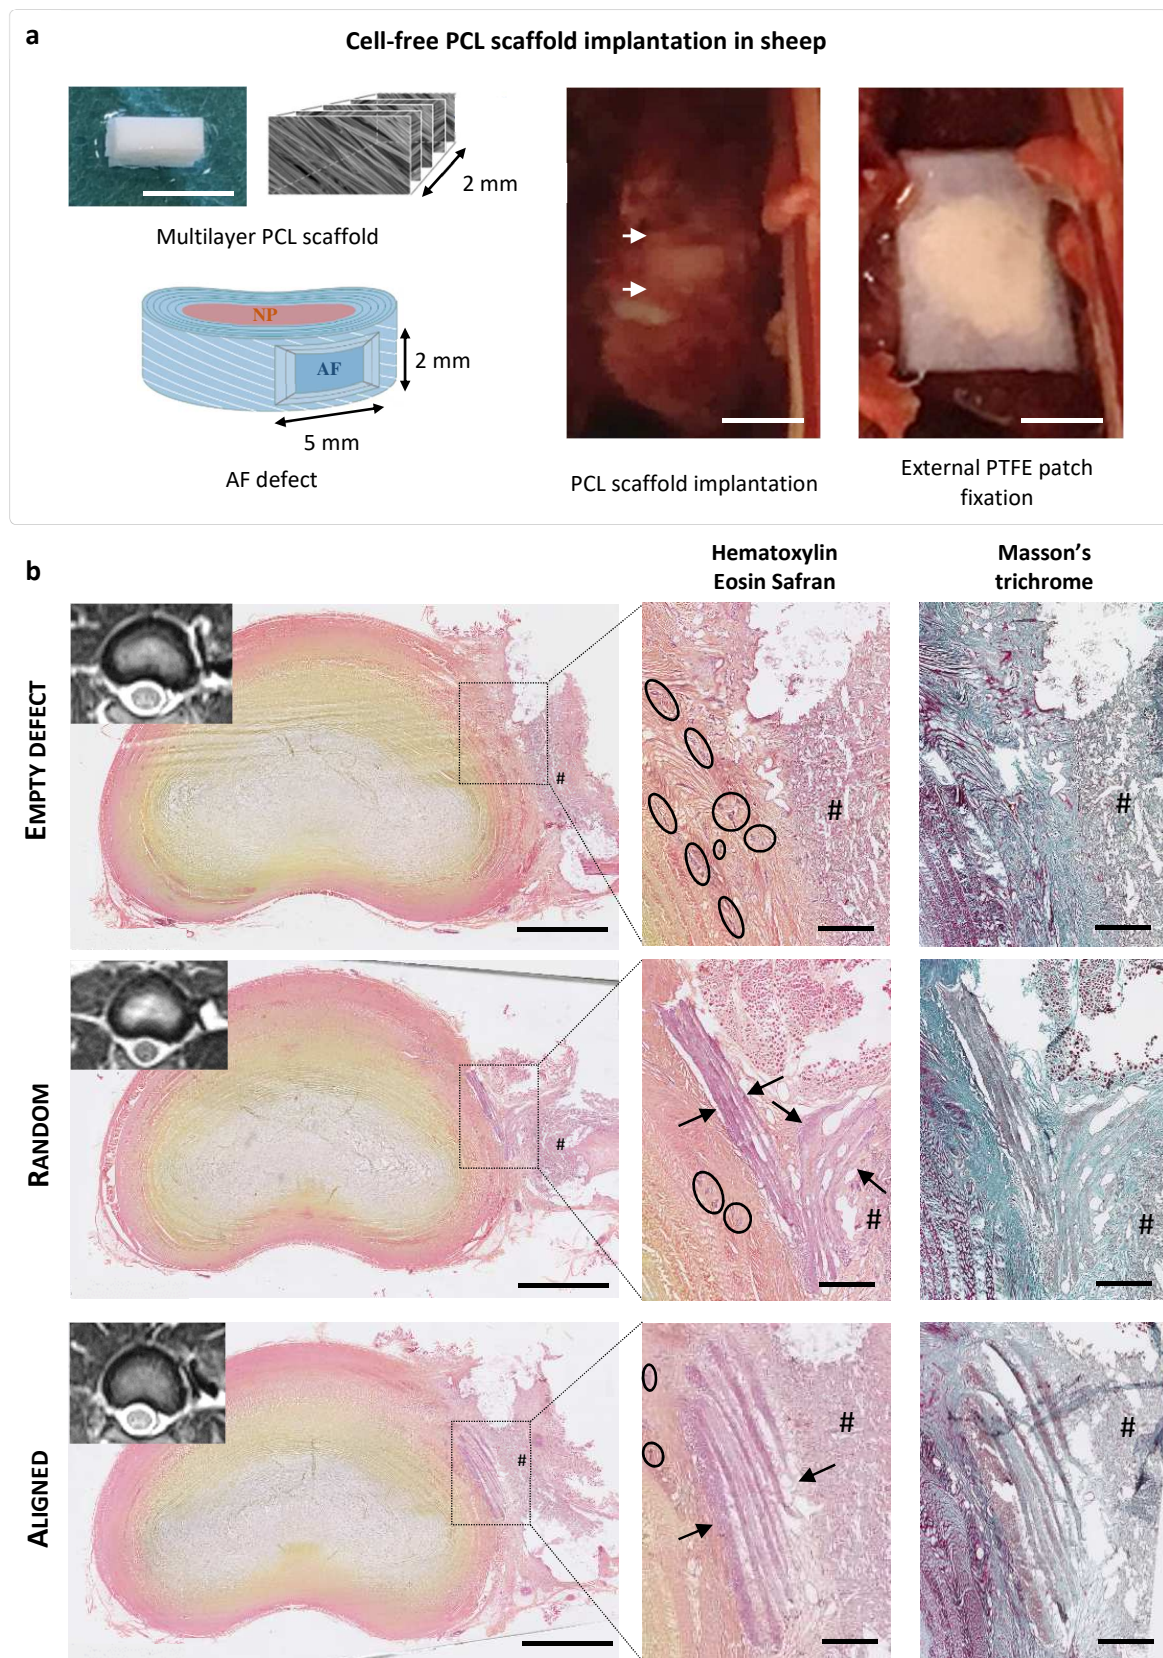 a
Cell-free PCL scaffold implantation in sheep
2 mm
Multilayer PCL scaffold
NP
AF
2 mm
5 mm
AF defect
PCL scaffold implantation
External PTFE patch
fixation
b
Hematoxylin
Eosin Safran
Masson's
trichrome
EMPTY DEFECT
#
#
#
RANDOM
#
#
#
ALIGNED
#
#
#